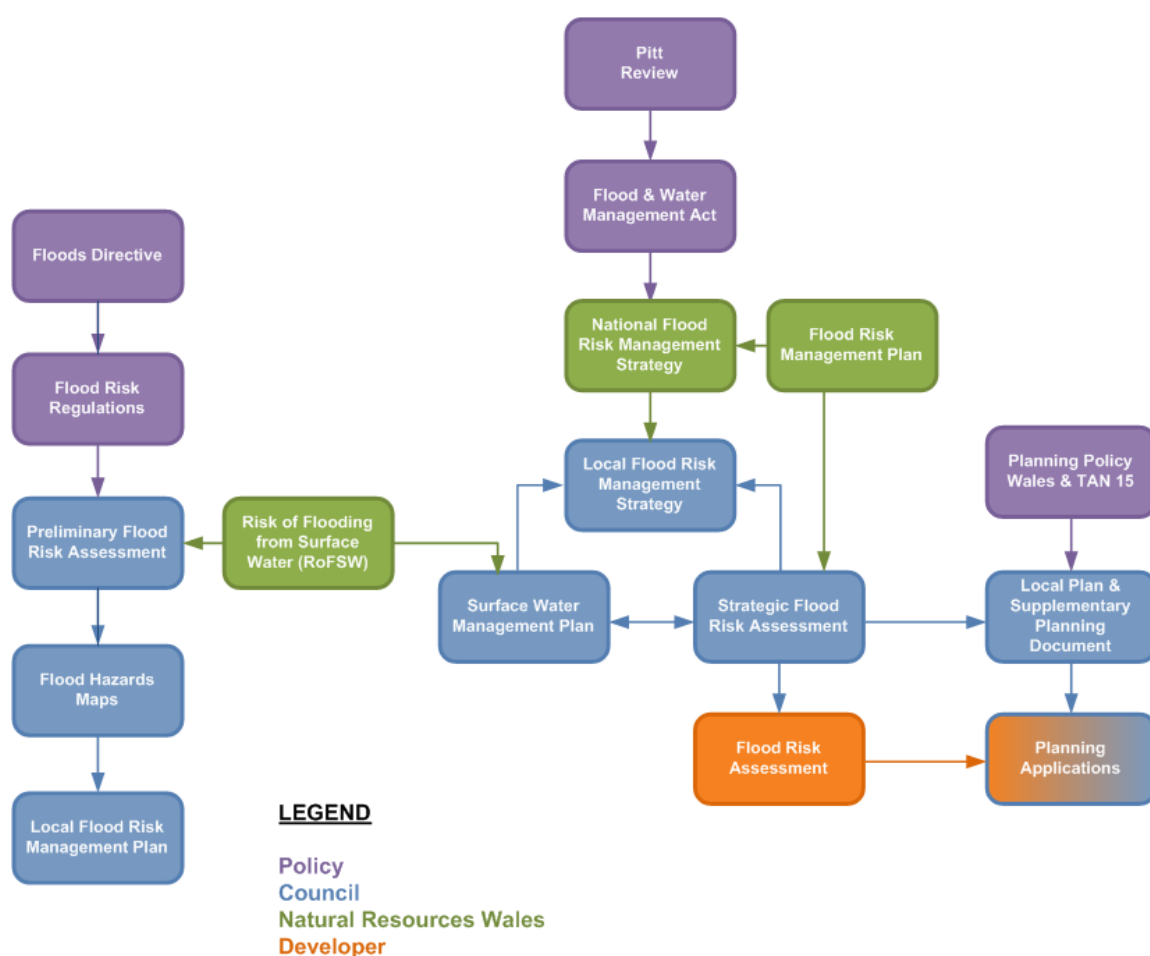 Pitt
Review
Flood & Water
Management Act
Floods Directive
National Flood
Risk Management
Strategy
Flood Risk
Management Plan
Flood Risk
Regulations
Local Flood Risk
Management
Strategy
Planning Policy
Wales & TAN 15
Preliminary Flood
Risk Assessment
Risk of Flooding
from Surface
Water (RoFSW)
Surface Water
Management Plan
Strategic Flood
Risk Assessment
Local Plan &
Supplementary
Planning
Document
Flood Hazards
Maps
Flood Risk
Assessment
Planning
Applications
Local Flood Risk
Management Plan
LEGEND
Policy
Council
Natural Resources Wales
Developer